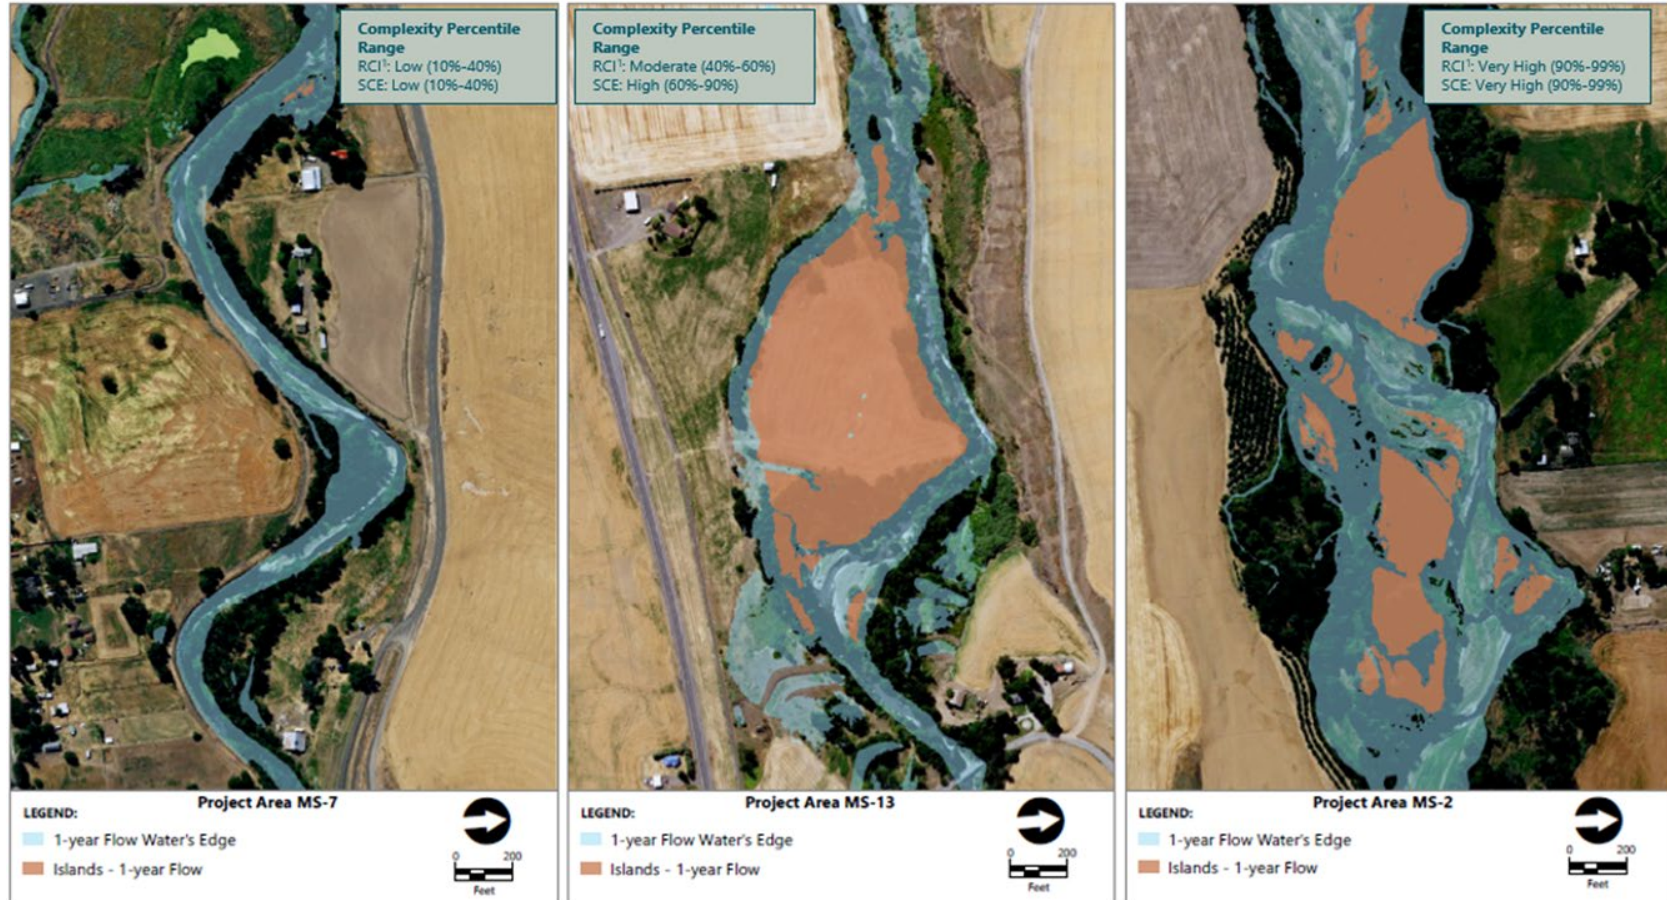 Complexity Percentile
Range
RCI¹: Low (10%-40%)
SCE: Low (10%-40%)
Project Area MS-7
LEGEND:
1-year Flow Water's Edge
Islands - 1-year Flow
0 200
Feet
Complexity Percentile
Range
RCI¹: Moderate (40%-60%)
SCE: High (60%-90%)
Project Area MS-13
LEGEND:
1-year Flow Water's Edge
Islands - 1-year Flow
0 200
Feet
Complexity Percentile
Range
RCI¹: Very High (90%-99%)
SCE: Very High (90%-99%)
Project Area MS-2
LEGEND:
1-year Flow Water's Edge
Islands - 1-year Flow
0 200
Feet